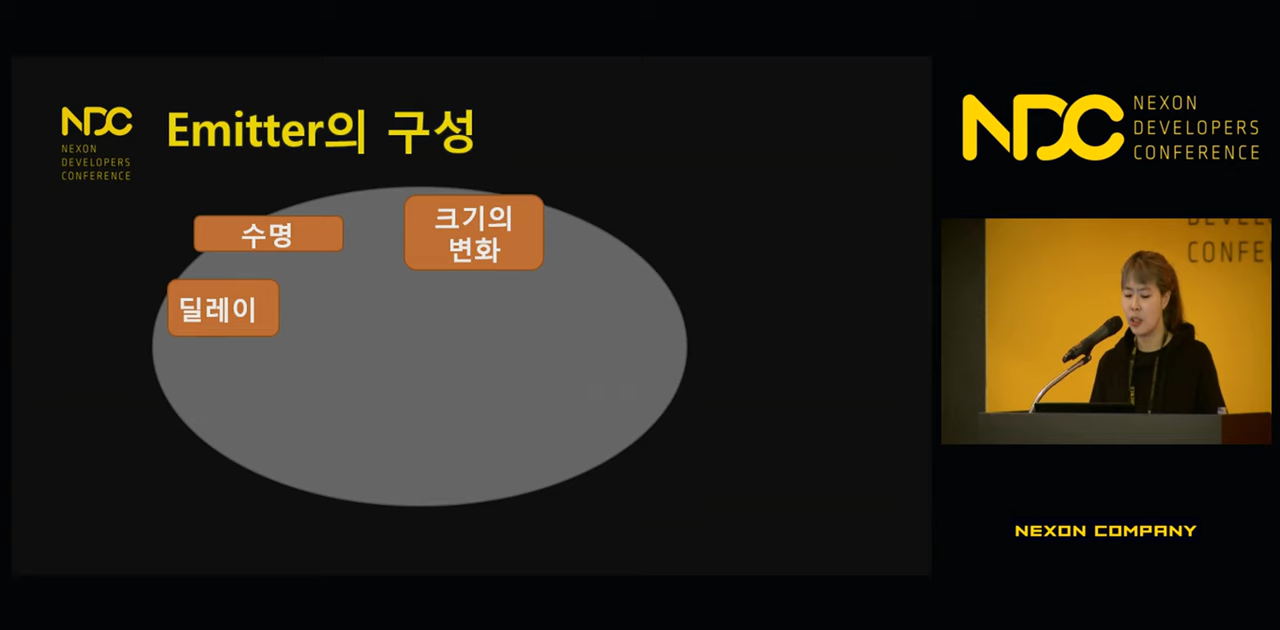 NDC
NEXON
DEVELOPERS
CONFERENCE
Emitter의 구성
수명
크기의
변화
딜레이
NDC
NEXON
DEVELOPERS
CONFERENCE
CONFE
NEXON COMPANY